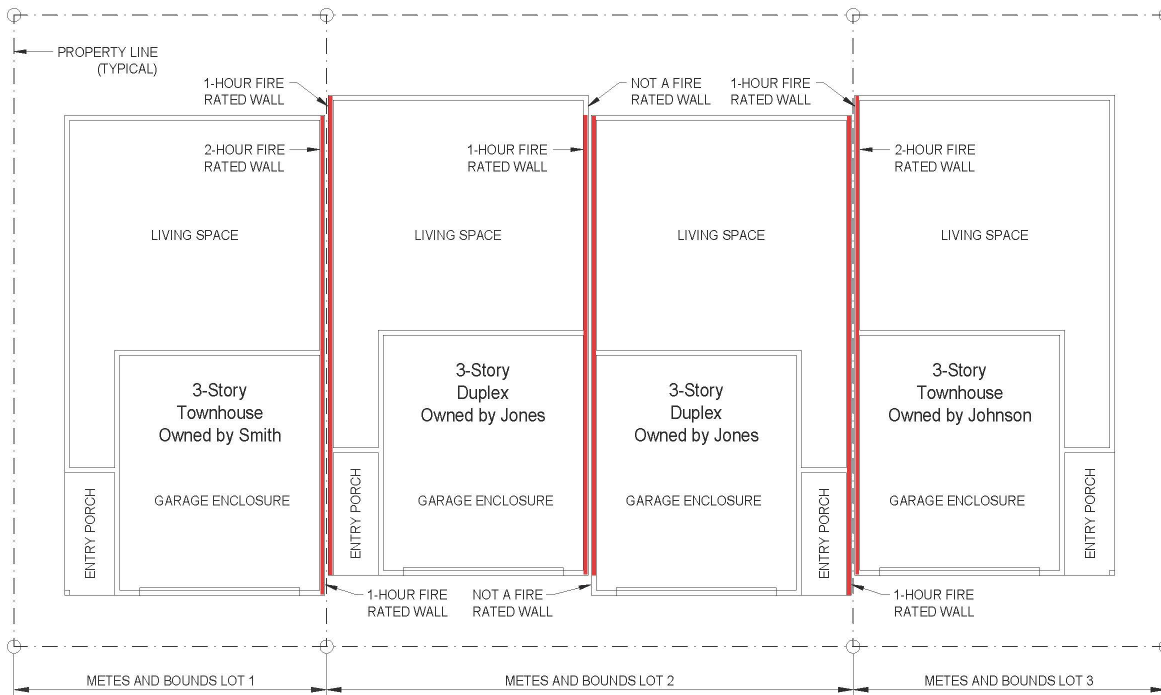 PROPERTY LINE
(TYPICAL)
1-HOUR FIRE
RATED WALL
NOT A FIRE
RATED WALL
1-HOUR FIRE
RATED WALL
2-HOUR FIRE
RATED WALL
1-HOUR FIRE
RATED WALL
2-HOUR FIRE
RATED WALL
LIVING SPACE
LIVING SPACE
LIVING SPACE
LIVING SPACE
3-Story
Townhouse
Owned by Smith
3-Story
Duplex
Owned by Jones
3-Story
Duplex
Owned by Jones
3-Story
Townhouse
Owned by Johnson
ENTRY PORCH
GARAGE ENCLOSURE
ENTRY PORCH
GARAGE ENCLOSURE
GARAGE ENCLOSURE
ENTRY PORCH
GARAGE ENCLOSURE
ENTRY PORCH
1-HOUR FIRE
RATED WALL
NOT A FIRE
RATED WALL
1-HOUR FIRE
RATED WALL
METES AND BOUNDS LOT 1
METES AND BOUNDS LOT 2
METES AND BOUNDS LOT 3